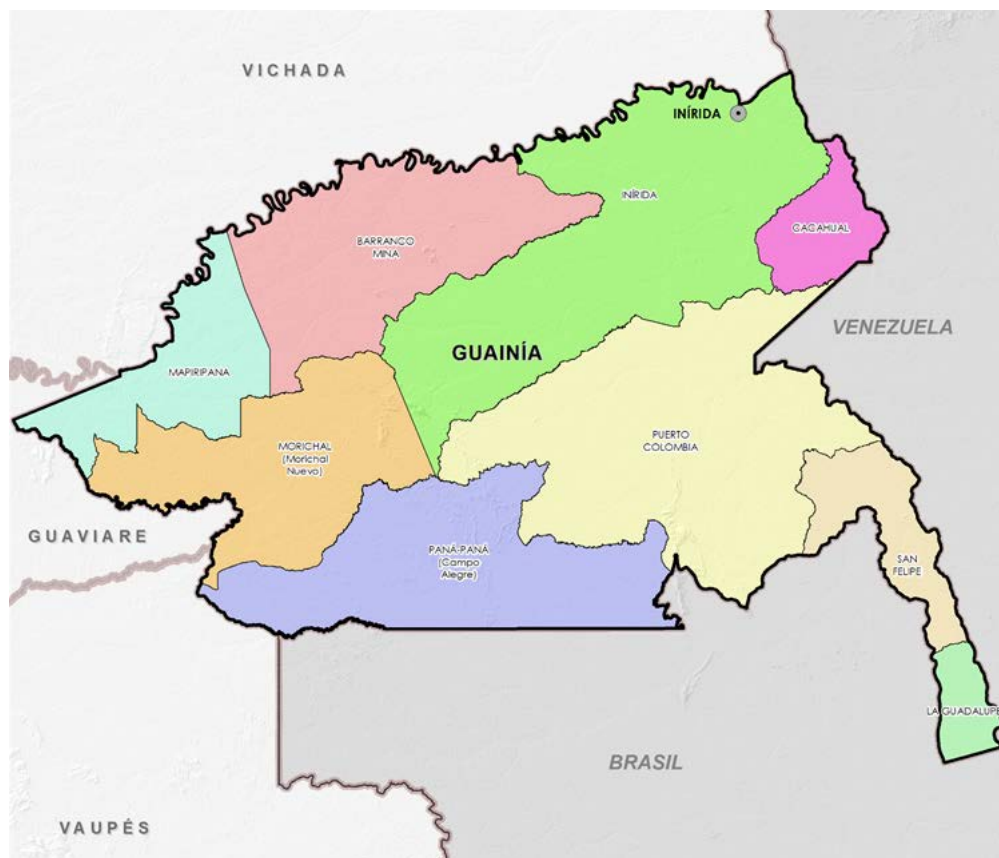 VICHADA
INÍRIDA
INÍRIDA
CACAHUAL
BARRANCO
MINA
VENEZUELA
GUAINÍA
MAPIRIPANA
PUERTO
COLOMBIA
MORICHAL
(Morichal
Nuevo)
GUAVIARE
PANÁ-PANÁ
(Campo
Alegre)
SAN
FELIPE
LA GUADALUPE
BRASIL
VAUPÉS